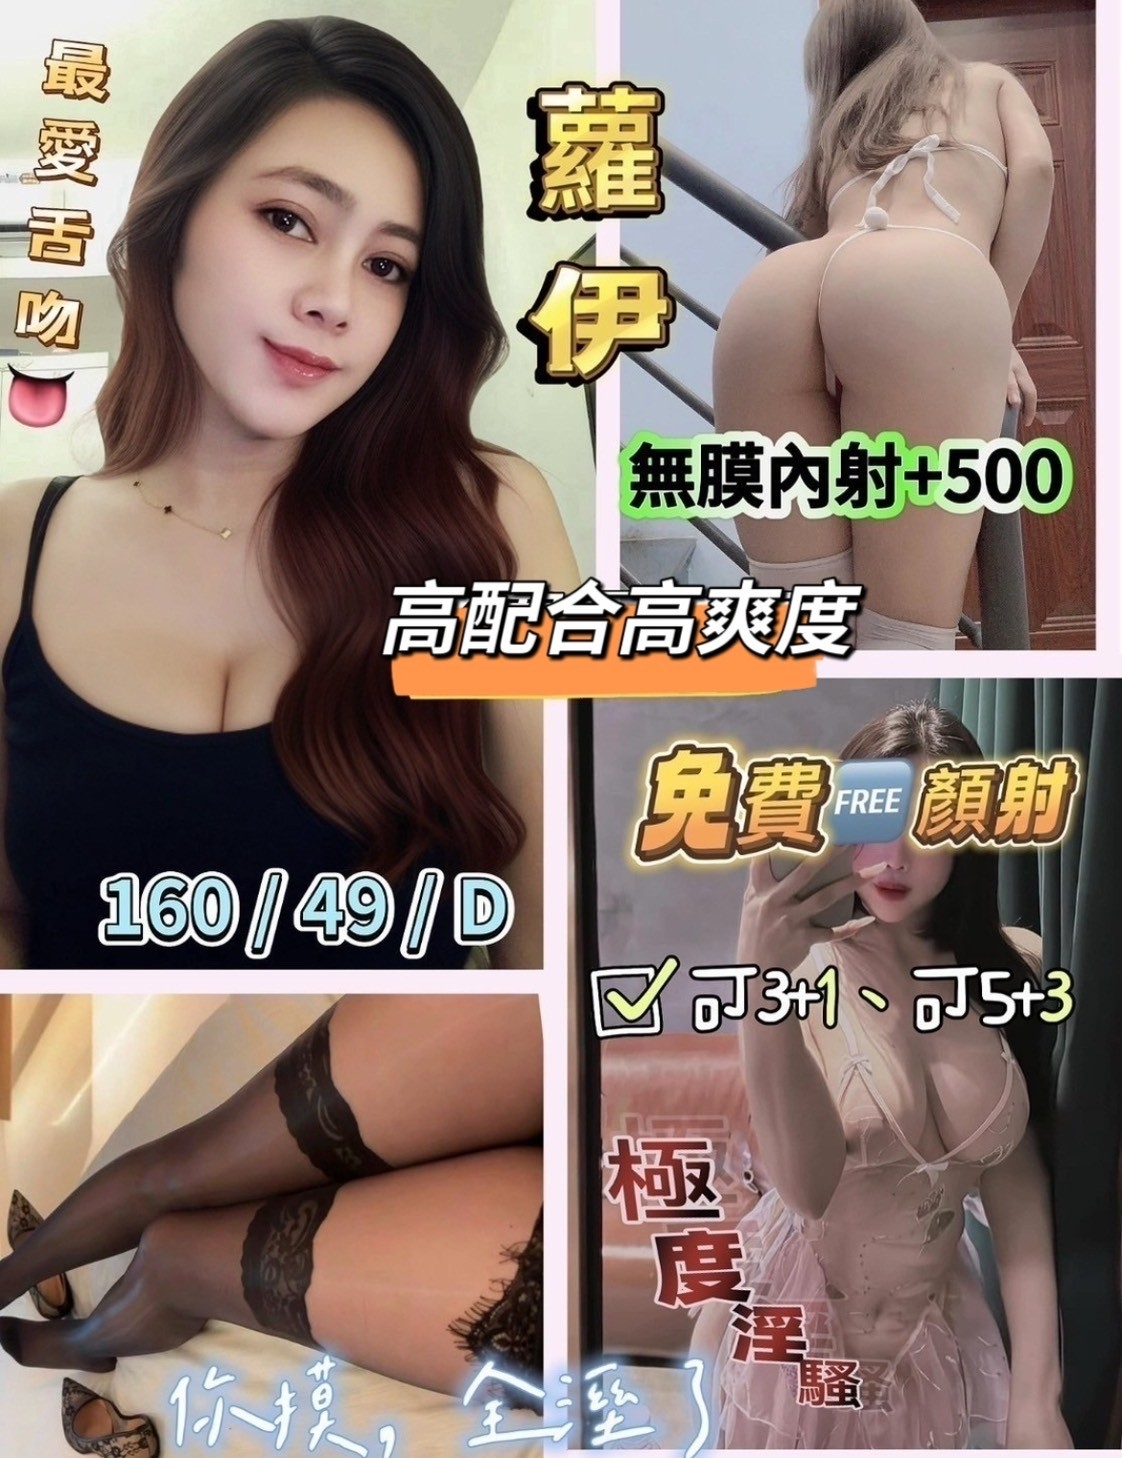 最愛舌吻
蘿伊
無膜內射+500
高配合高爽度
免費FREE顏射
160/49/D
叮3+1、叮5+3
極度淫騷
你摸，全溼了